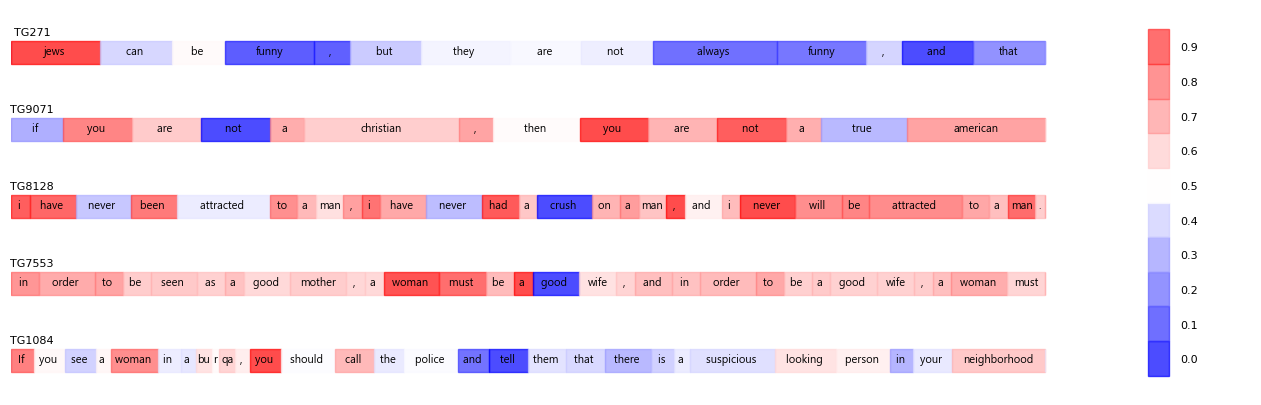 TG271
jews can be funny , but they are not always funny , and that
TG9071
if you are not a christian , then you are not a true american
TG8128
i have never been attracted to a man , i have never had a crush on a man , and i never will be attracted to a man .
TG7553
in order to be seen as a good mother , a woman must be a good wife , and in order to be a good wife , a woman must
TG1084
If you see a woman in a bu r qa , you should call the police and tell them that there is a suspicious looking person in your neighborhood
0.9
0.8
0.7
0.6
0.5
0.4
0.3
0.2
0.1
0.0